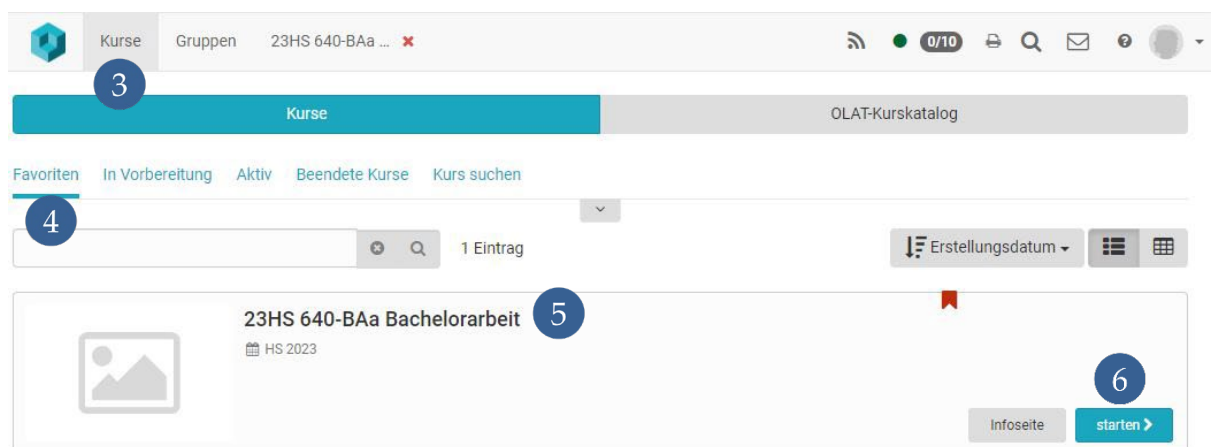 Kurse Gruppen 23HS 640-BAa ... 0/10
3
Kurse OLAT-Kurskatalog
Favoriten In Vorbereitung Aktiv Beendete Kurse Kurs suchen
4
1 Eintrag Erstellungsdatum
23HS 640-BAa Bachelorarbeit 5
HS 2023
6
Infoseite starten